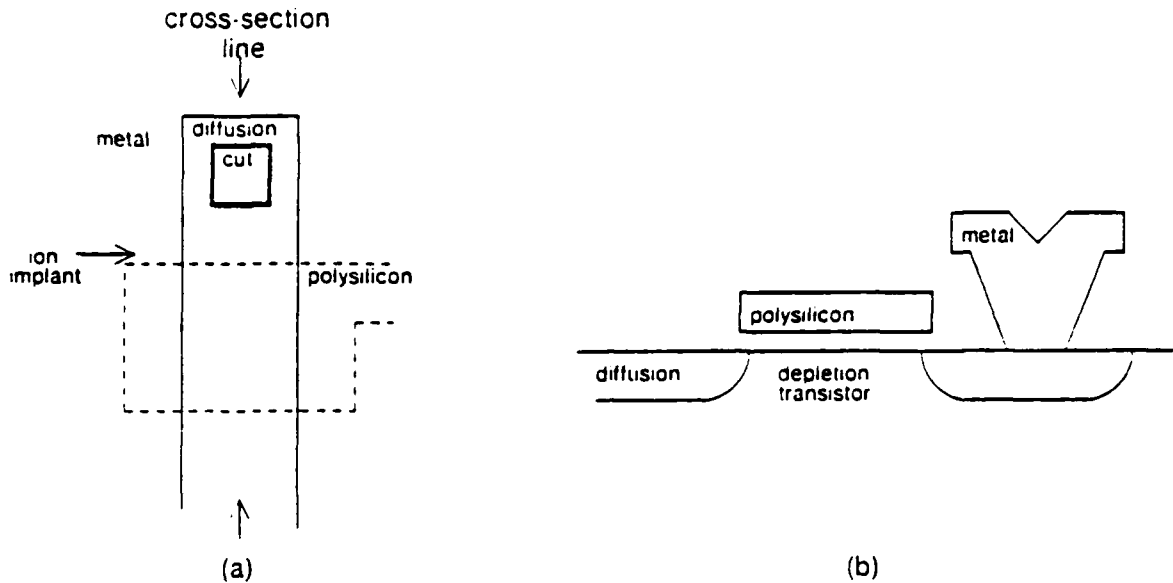 cross-section
line
diffusion
metal
cut
ion
implant
polysilicon
(a)
metal
polysilicon
diffusion
depletion
transistor
(b)